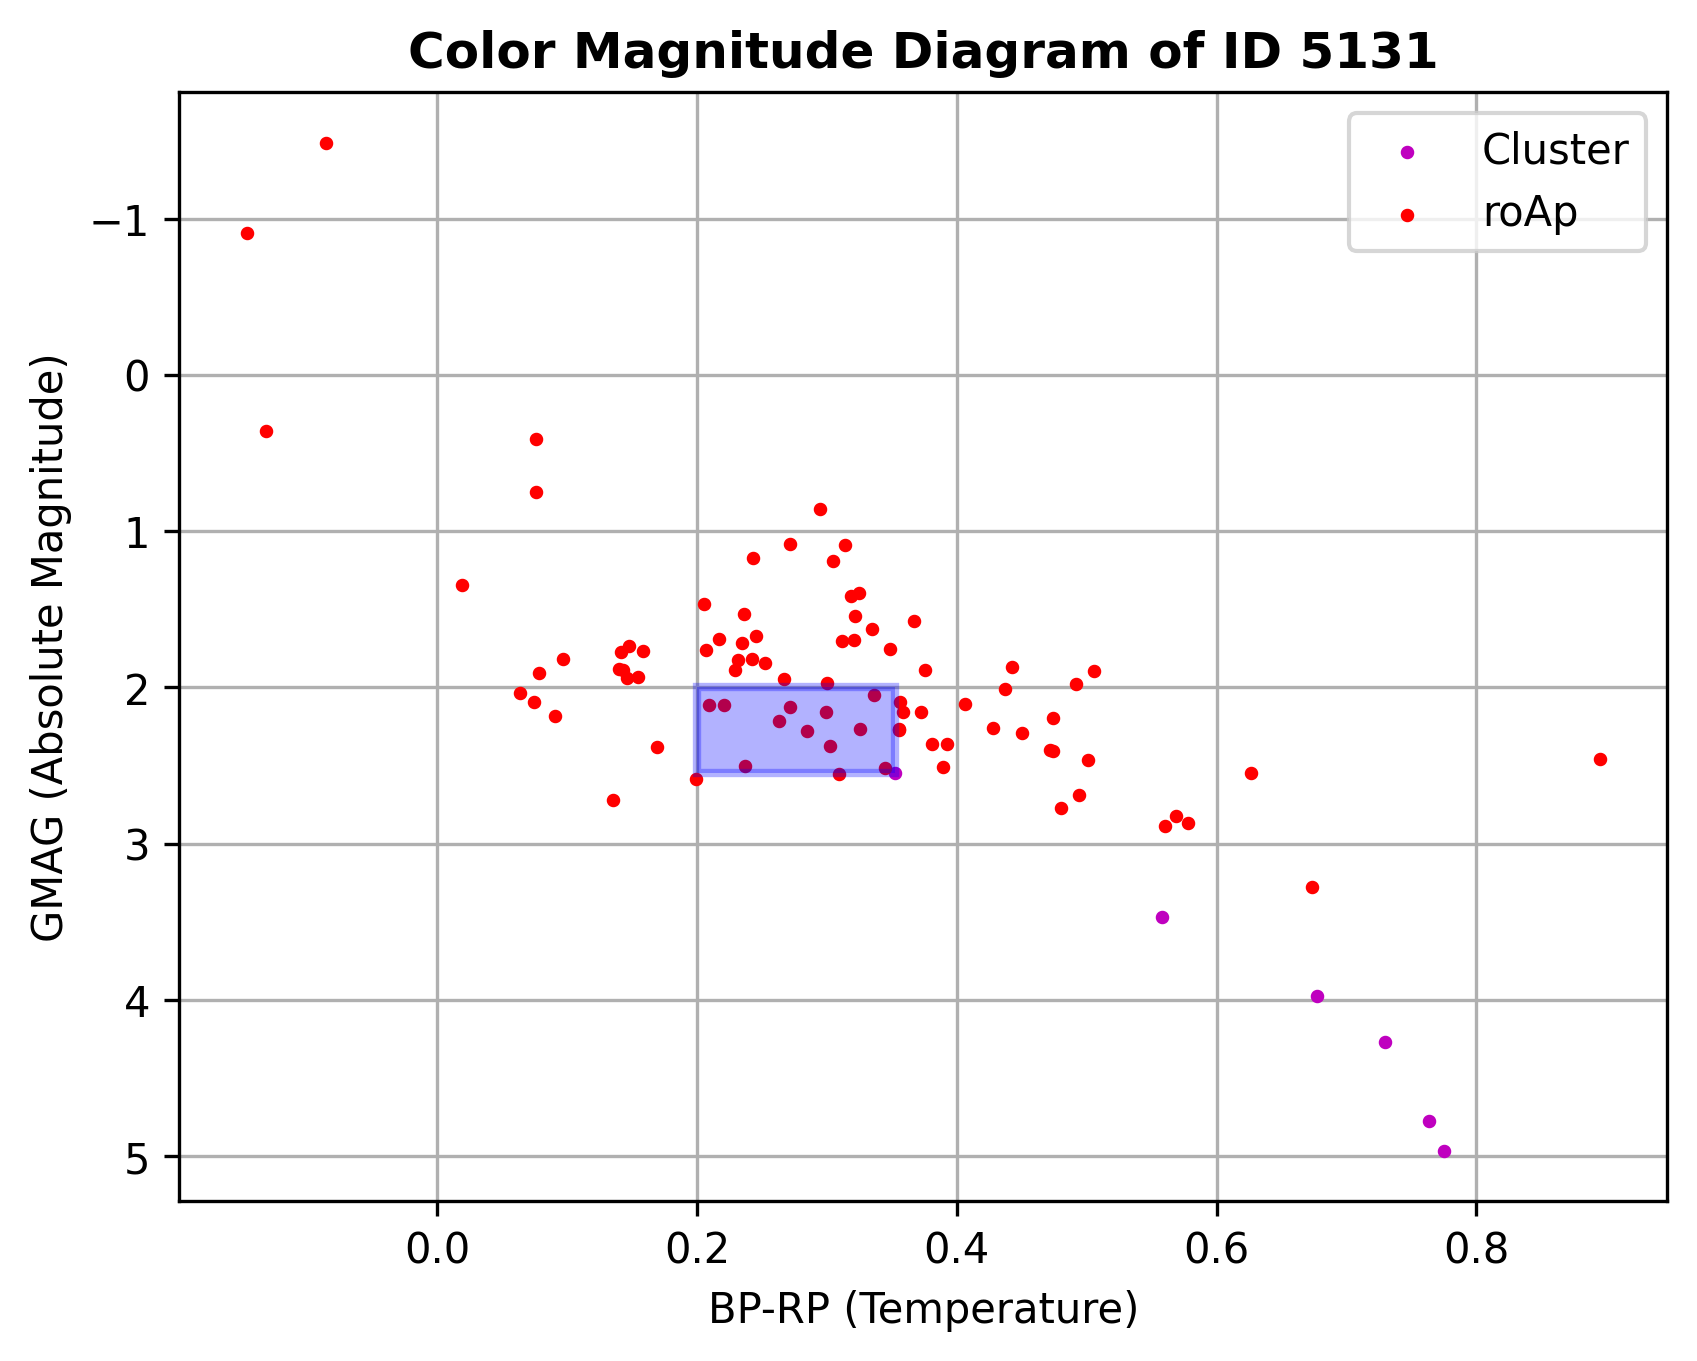 Color Magnitude Diagram of ID 5131
Cluster
roAp
GMAG (Absolute Magnitude)
−1
0
1
2
3
4
5
0.0 0.2 0.4 0.6 0.8
BP-RP (Temperature)